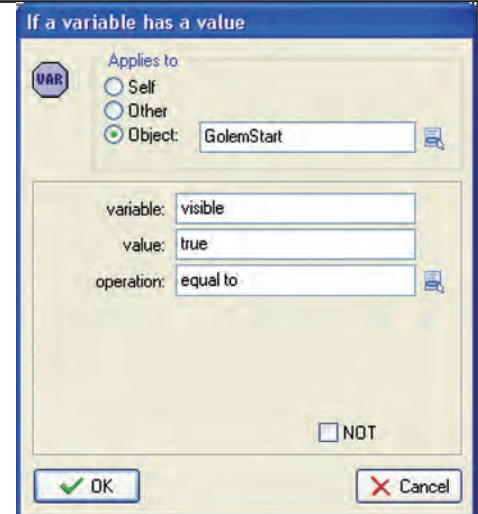 If a variable has a value
VAR
Applies to
Self
Other
Object: GolemStart
variable: visible
value: true
operation: equal to
NOT
OK Cancel